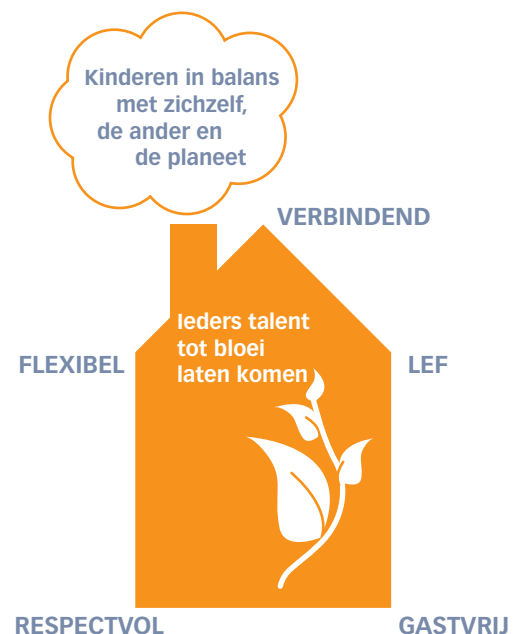 Kinderen in balans
met zichzelf,
de ander en
de planeet
VERBINDEND
Ieders talent
tot bloei
laten komen
FLEXIBEL
LEF
RESPECTVOL
GASTVRIJ